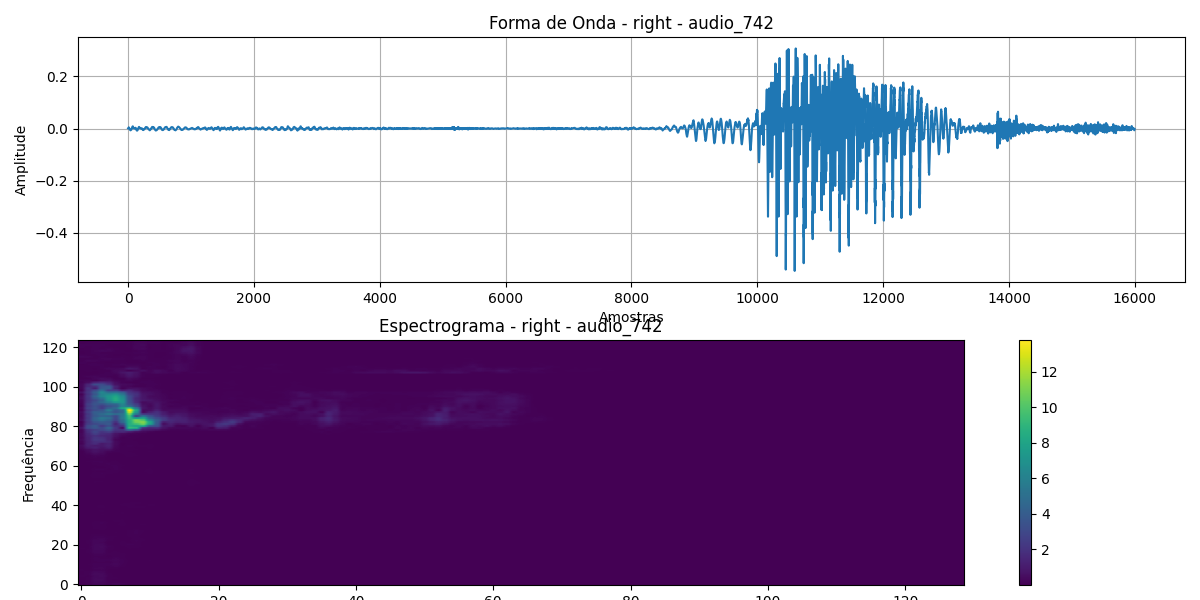 Forma de Onda - right - audio_742
0.2
0.0
−0.2
−0.4
Amplitude
0 2000 4000 6000 8000 10000 12000 14000 16000
Amostras
Espectrograma - right - audio_742
120
100
80
60
40
20
0
Frequência
0 20 40 60 80 100 120
12
10
8
6
4
2